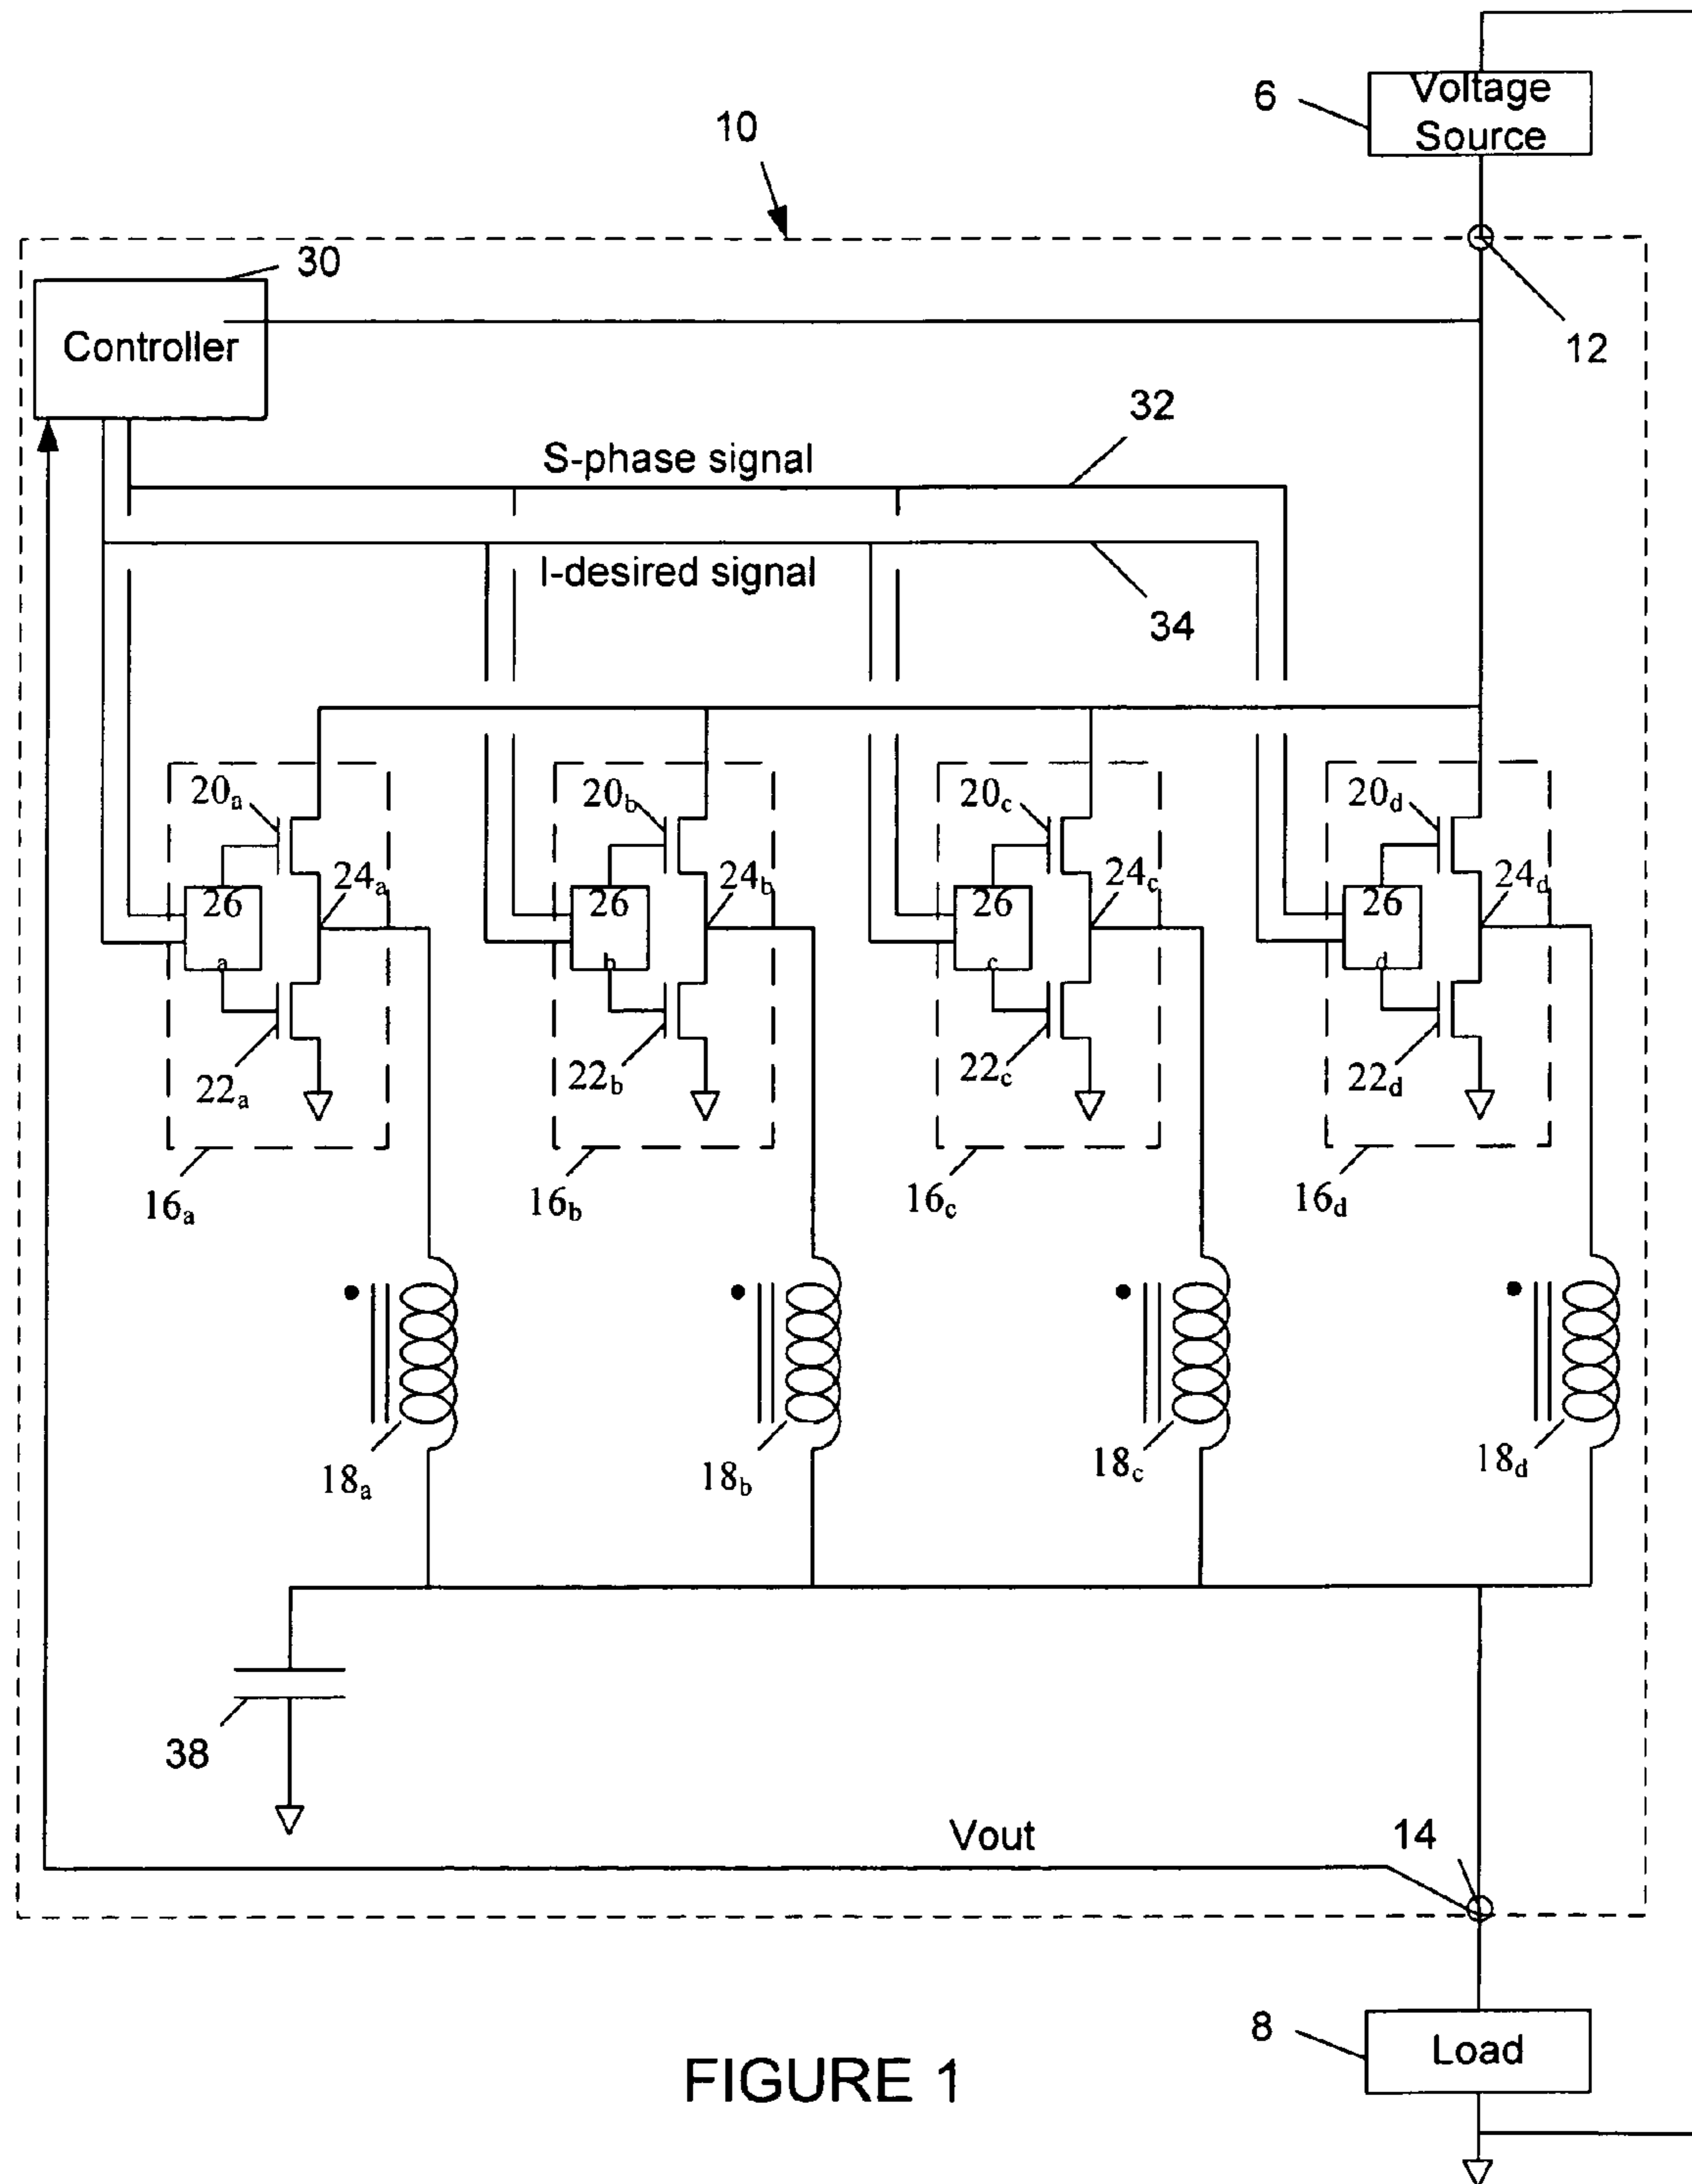 Voltage
Source
6
10
12
30
Controller
32
S-phase signal
I-desired signal
34
20a
20b
20c
20d
24a
24b
24c
24d
26
a
26
b
26
c
26
d
22a
22b
22c
22d
16a
16b
16c
16d
18a
18b
18c
18d
38
Vout
14
8
Load
FIGURE 1